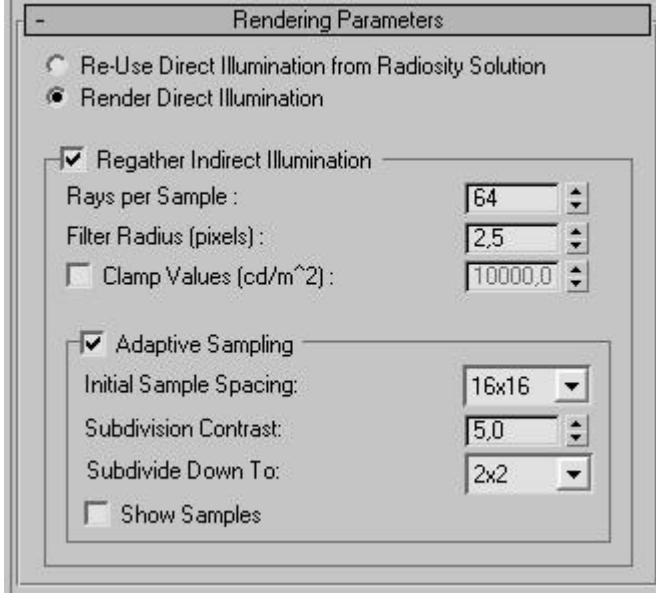 - Rendering Parameters
Re-Use Direct Illumination from Radiosity Solution
Render Direct Illumination
Regather Indirect Illumination
Rays per Sample : 64
Filter Radius (pixels) : 2,5
Clamp Values (cd/m^2) : 10000,0
Adaptive Sampling
Initial Sample Spacing: 16x16
Subdivision Contrast: 5,0
Subdivide Down To: 2x2
Show Samples